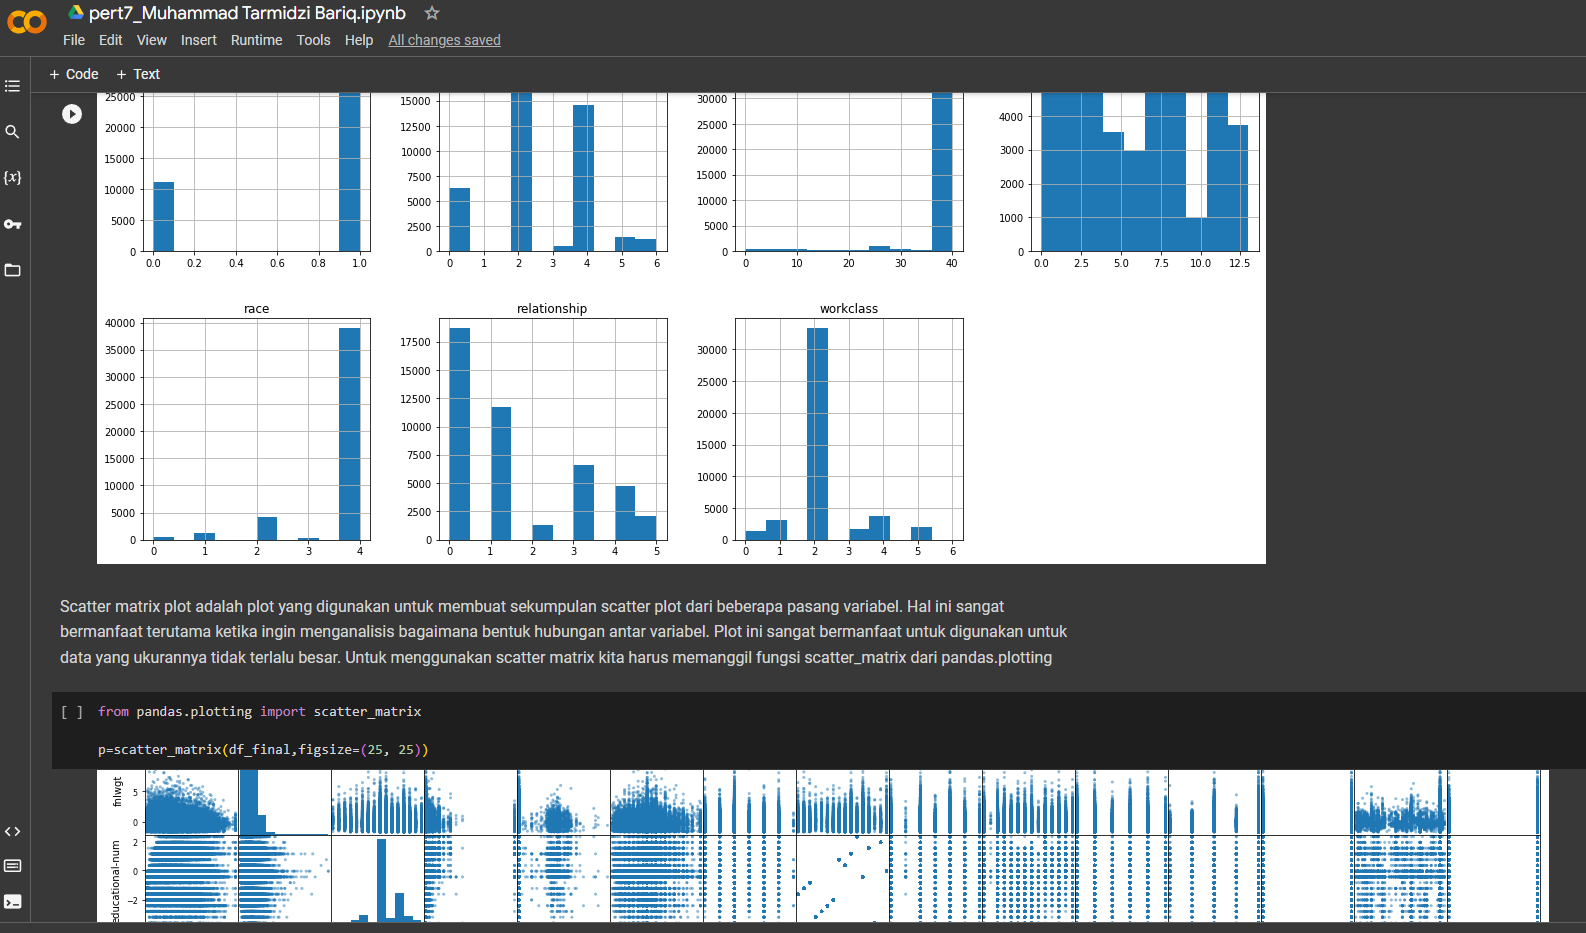 pert7_Muhammad Tarmidzi Bariq.ipynb
File Edit View Insert Runtime Tools Help All changes saved
+ Code + Text
25000
20000
15000
10000
5000
0
0.0 0.2 0.4 0.6 0.8 1.0
15000
12500
10000
7500
5000
2500
0
0 1 2 3 4 5 6
30000
25000
20000
15000
10000
5000
0
0 10 20 30 40
4000
3000
2000
1000
0
0.0 2.5 5.0 7.5 10.0 12.5
race
40000
35000
30000
25000
20000
15000
10000
5000
0
0 1 2 3 4
relationship
17500
15000
12500
10000
7500
5000
2500
0
0 1 2 3 4 5
workclass
30000
25000
20000
15000
10000
5000
0
0 1 2 3 4 5 6
Scatter matrix plot adalah plot yang digunakan untuk membuat sekumpulan scatter plot dari beberapa pasang variabel. Hal ini sangat
bermanfaat terutama ketika ingin menganalisis bagaimana bentuk hubungan antar variabel. Plot ini sangat bermanfaat untuk digunakan untuk
data yang ukurannya tidak terlalu besar. Untuk menggunakan scatter matrix kita harus memanggil fungsi scatter_matrix dari pandas.plotting
[ ] from pandas.plotting import scatter_matrix
p=scatter_matrix(df_final,figsize=(25, 25))
fnlwgt
5
0
educational-num
2
0
−2
{x}